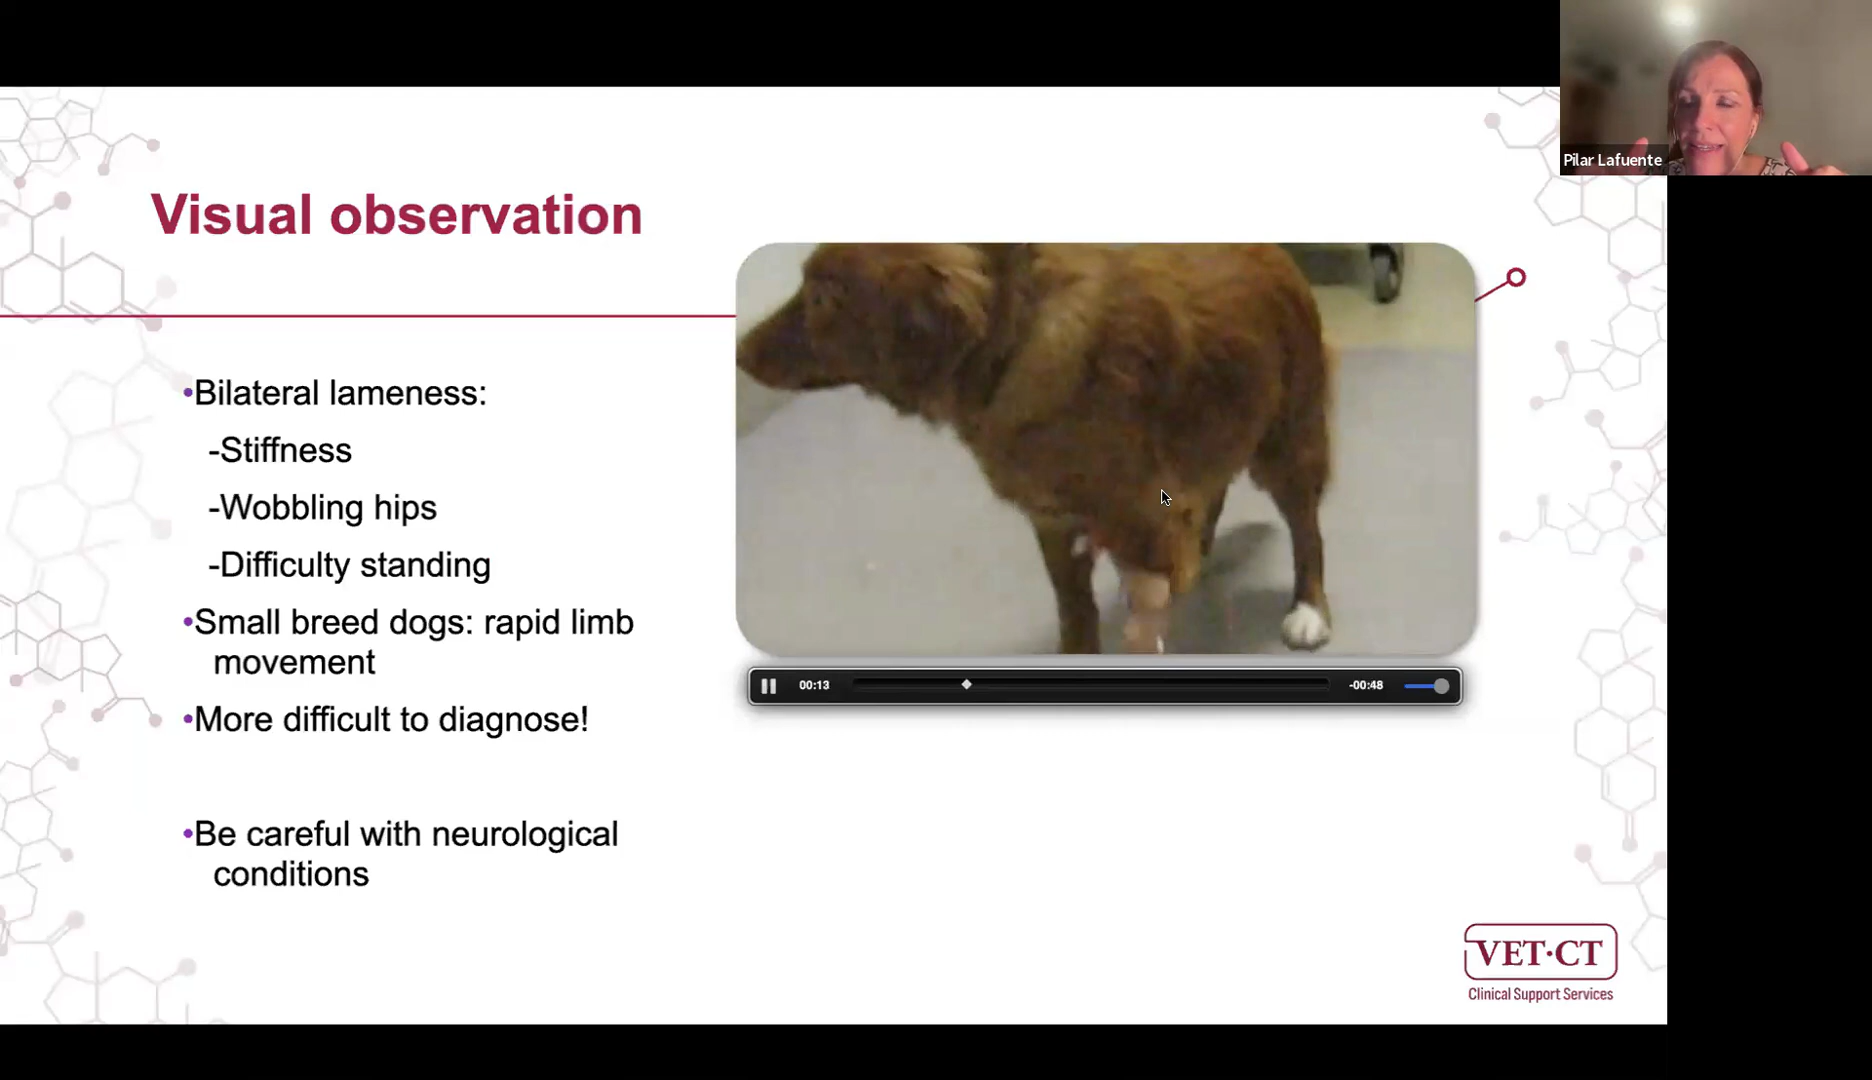 Pilar Lafuente
Visual observation
•Bilateral lameness:
-Stiffness
-Wobbling hips
-Difficulty standing
•Small breed dogs: rapid limb
movement
•More difficult to diagnose!
•Be careful with neurological
conditions
00:13
-00:48
VET·CT
Clinical Support Services